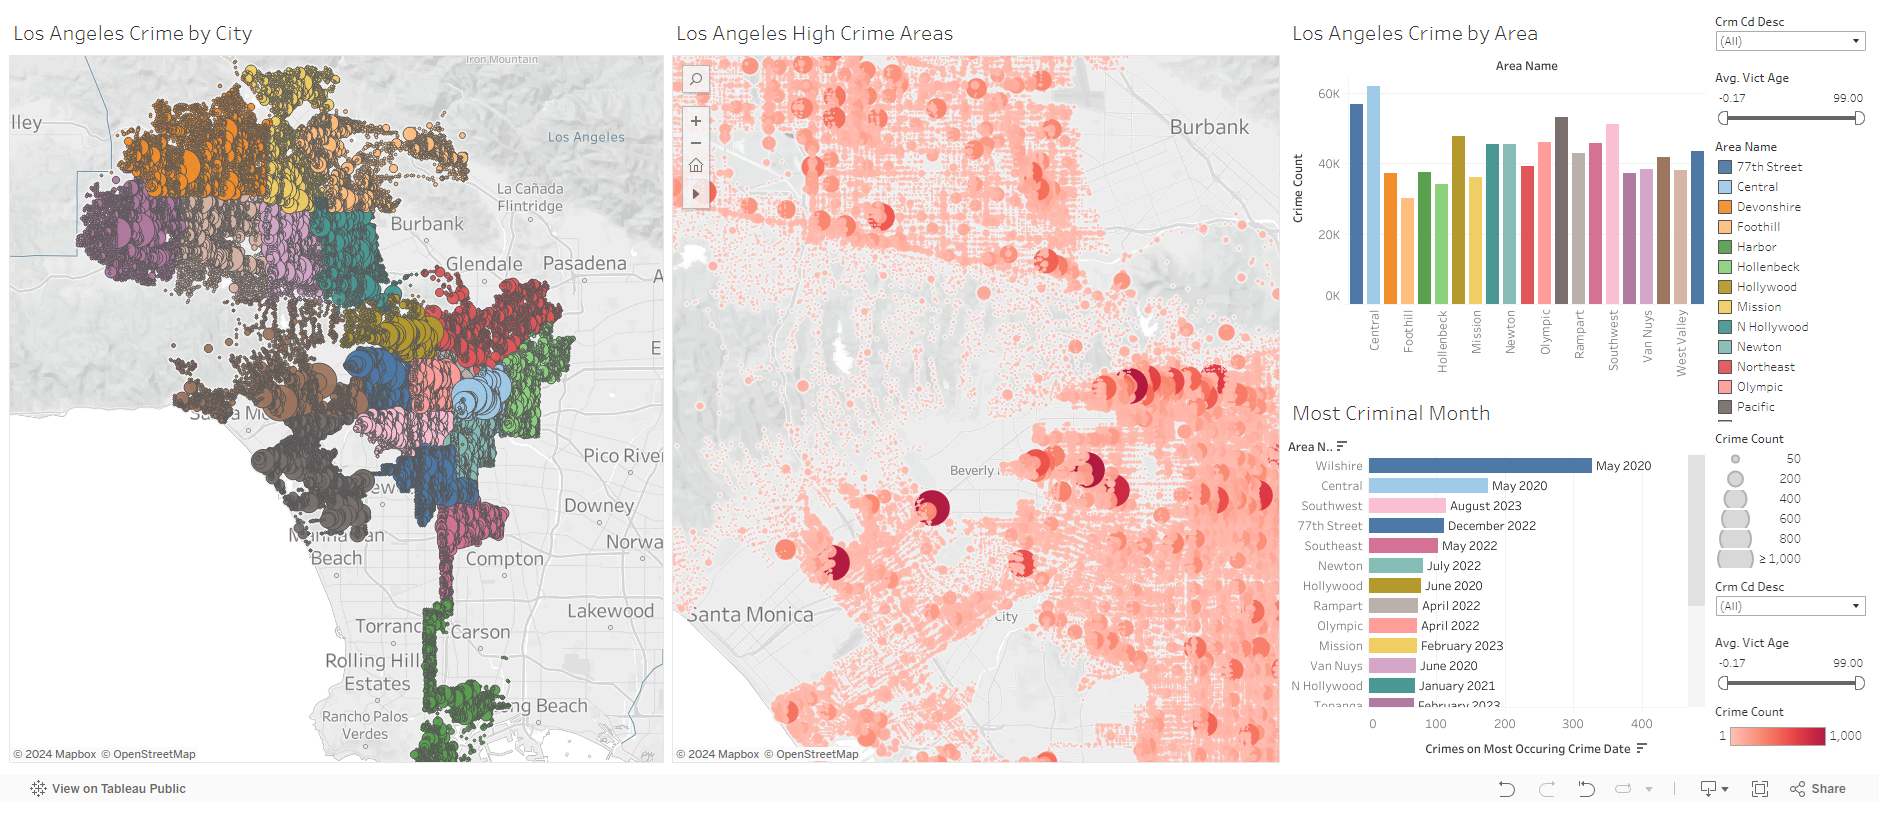 Los Angeles Crime by City
Iron Mountain
lley
Los Angeles
La Cañada
Flintridge
Burbank
Glendale
Pasadena
A
E
Pico River
Downey
Norwa
Beach
Compton
Lakewood
Torranc
Carson
Rolling Hill
Estates
ng Beach
Rancho Palos
Verdes
© 2024 Mapbox © OpenStreetMap
Los Angeles High Crime Areas
Burbank
Beverly
Santa Monica
City
© 2024 Mapbox © OpenStreetMap
Los Angeles Crime by Area
Area Name
Crime Count
60K
40K
20K
0K
Central
Foothill
Hollenbeck
Mission
Newton
Olympic
Rampart
Southwest
Van Nuys
West Valley
Most Criminal Month
Area N..
Wilshire May 2020
Central May 2020
Southwest August 2023
77th Street December 2022
Southeast May 2022
Newton July 2022
Hollywood June 2020
Rampart April 2022
Olympic April 2022
Mission February 2023
Van Nuys June 2020
N Hollywood January 2021
Topanga February 2023
0 100 200 300 400
Crimes on Most Occuring Crime Date
Crm Cd Desc
(All)
Avg. Vict Age
-0.17 99.00
Area Name
77th Street
Central
Devonshire
Foothill
Harbor
Hollenbeck
Hollywood
Mission
N Hollywood
Newton
Northeast
Olympic
Pacific
Crime Count
50
200
400
600
800
≥ 1,000
Crm Cd Desc
(All)
Avg. Vict Age
-0.17 99.00
Crime Count
1 1,000
View on Tableau Public
Share